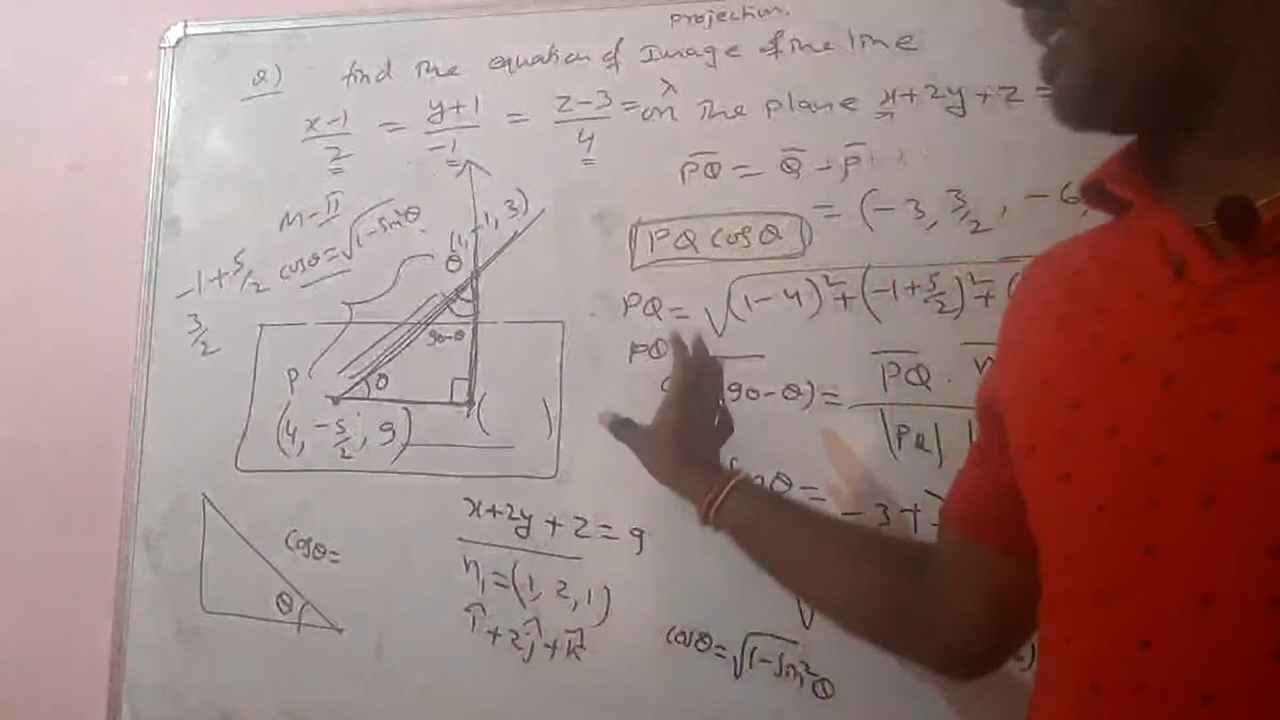 projection.
Q) find the equation of Image of the line
x-1/2 = y+1/-1 = z-3/4 = λ on the plane x+2y+z =
PQ = Q - P
= (-3, 3/2, -6,
PQ cosθ
PQ = √(1-4)²+(-1+5/2)²+(
PQ
(90-θ) = PQ . n / |PQ|
θ =
-3+
cosθ = √1-sin²θ
M-II
cosθ = √1-sin²θ
-1+5/2
3/2
(1, -1, 3)
θ
90-θ
P
θ
( )
(4, -5/2, 9)
cosθ =
θ
x+2y+z = 9
n₁ = (1, 2, 1)
i+2j+k